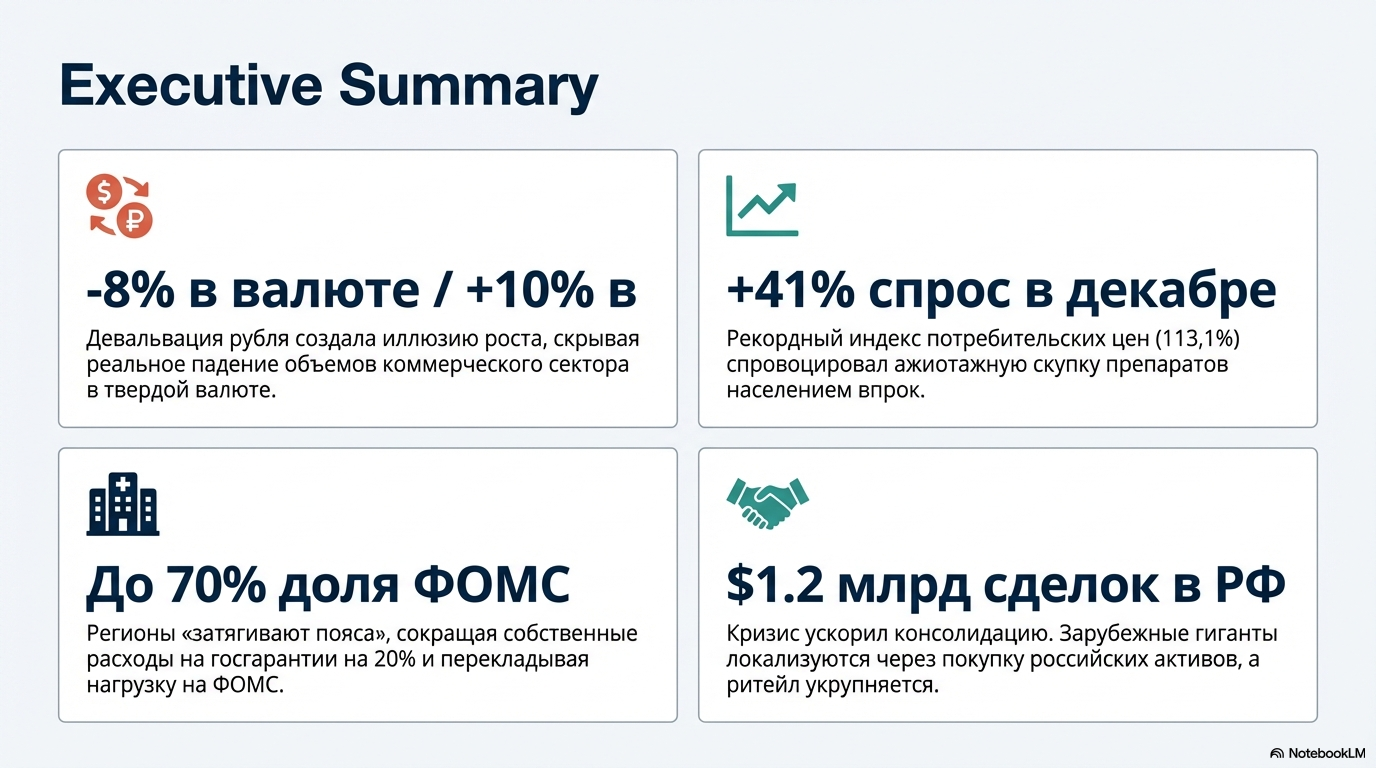 Executive Summary
$
₽
-8% в валюте / +10% в
Девальвация рубля создала иллюзию роста, скрывая
реальное падение объемов коммерческого сектора
в твердой валюте.
+41% спрос в декабре
Рекордный индекс потребительских цен (113,1%)
спровоцировал ажиотажную скупку препаратов
населением впрок.
До 70% доля ФОМС
Регионы «затягивают пояса», сокращая собственные
расходы на госгарантии на 20% и перекладывая
нагрузку на ФОМС.
$1.2 млрд сделок в РФ
Кризис ускорил консолидацию. Зарубежные гиганты
локализуются через покупку российских активов, а
ритейл укрупняется.
NotebookLM